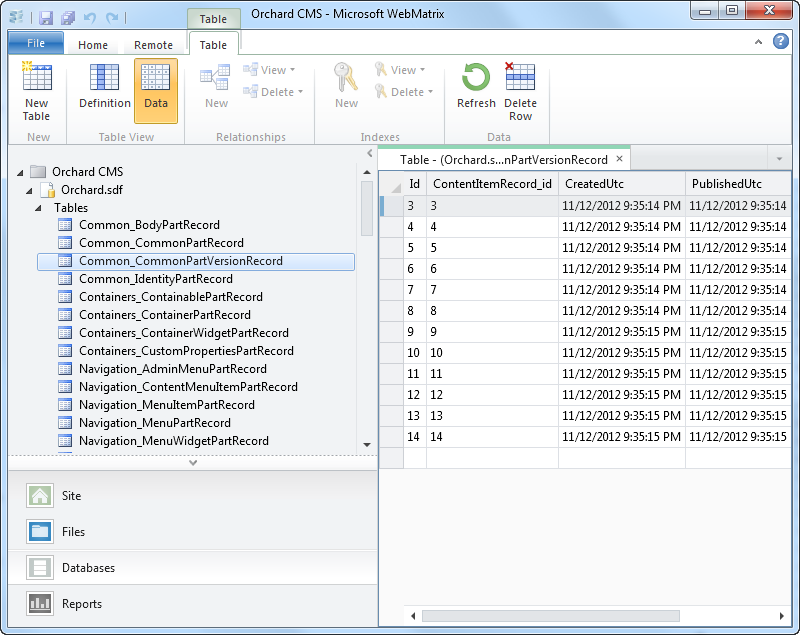 Table
Orchard CMS - Microsoft WebMatrix
File
Home
Remote
Table
New Table
Definition
Data
New
View
Delete
New
View
Delete
Refresh
Delete Row
New
Table View
Relationships
Indexes
Data
Orchard CMS
Orchard.sdf
Tables
Common_BodyPartRecord
Common_CommonPartRecord
Common_CommonPartVersionRecord
Common_IdentityPartRecord
Containers_ContainablePartRecord
Containers_ContainerPartRecord
Containers_ContainerWidgetPartRecord
Containers_CustomPropertiesPartRecord
Navigation_AdminMenuPartRecord
Navigation_ContentMenuItemPartRecord
Navigation_MenuItemPartRecord
Navigation_MenuPartRecord
Navigation_MenuWidgetPartRecord
Site
Files
Databases
Reports
Table - (Orchard.s...nPartVersionRecord
Id ContentItemRecord_id CreatedUtc PublishedUtc
3 3 11/12/2012 9:35:14 PM 11/12/2012 9:35:14
4 4 11/12/2012 9:35:14 PM 11/12/2012 9:35:14
5 5 11/12/2012 9:35:14 PM 11/12/2012 9:35:14
6 6 11/12/2012 9:35:14 PM 11/12/2012 9:35:14
7 7 11/12/2012 9:35:14 PM 11/12/2012 9:35:14
8 8 11/12/2012 9:35:14 PM 11/12/2012 9:35:14
9 9 11/12/2012 9:35:15 PM 11/12/2012 9:35:15
10 10 11/12/2012 9:35:15 PM 11/12/2012 9:35:15
11 11 11/12/2012 9:35:15 PM 11/12/2012 9:35:15
12 12 11/12/2012 9:35:15 PM 11/12/2012 9:35:15
13 13 11/12/2012 9:35:15 PM 11/12/2012 9:35:15
14 14 11/12/2012 9:35:15 PM 11/12/2012 9:35:15